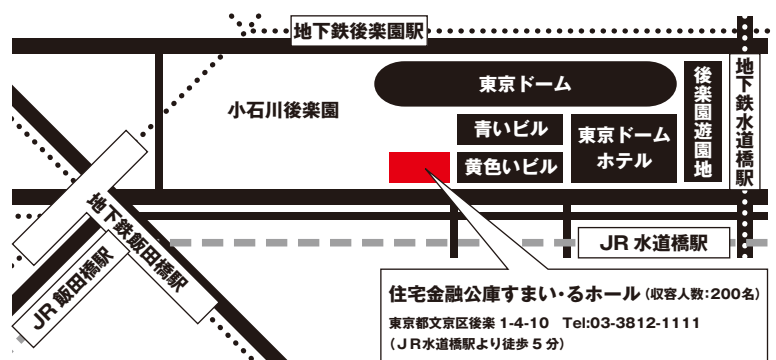 地下鉄後楽園駅
東京ドーム
小石川後楽園
青いビル
黄色いビル
東京ドーム
ホテル
後楽園遊園地
地下鉄水道橋駅
地下鉄飯田橋駅
JR 飯田橋駅
JR 水道橋駅
住宅金融公庫すまい・るホール（収容人数：200名）
東京都文京区後楽 1-4-10　Tel:03-3812-1111
（ＪＲ水道橋駅より徒歩 5 分）